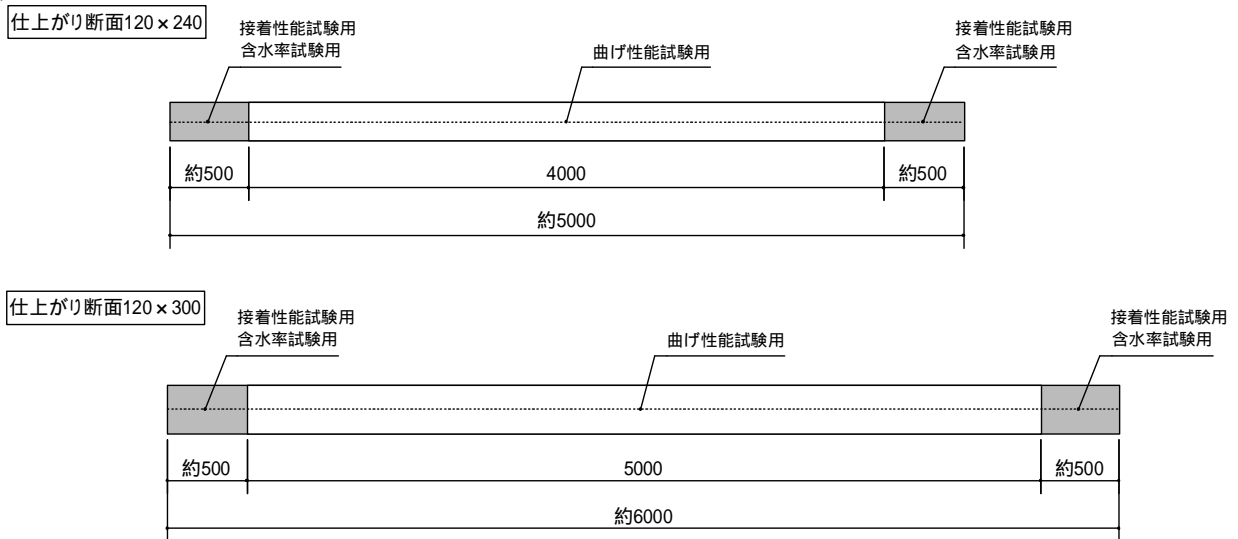 仕上がり断面120×240
接着性能試験用
含水率試験用
曲げ性能試験用
接着性能試験用
含水率試験用
約500
4000
約500
約5000
仕上がり断面120×300
接着性能試験用
含水率試験用
曲げ性能試験用
接着性能試験用
含水率試験用
約500
5000
約500
約6000